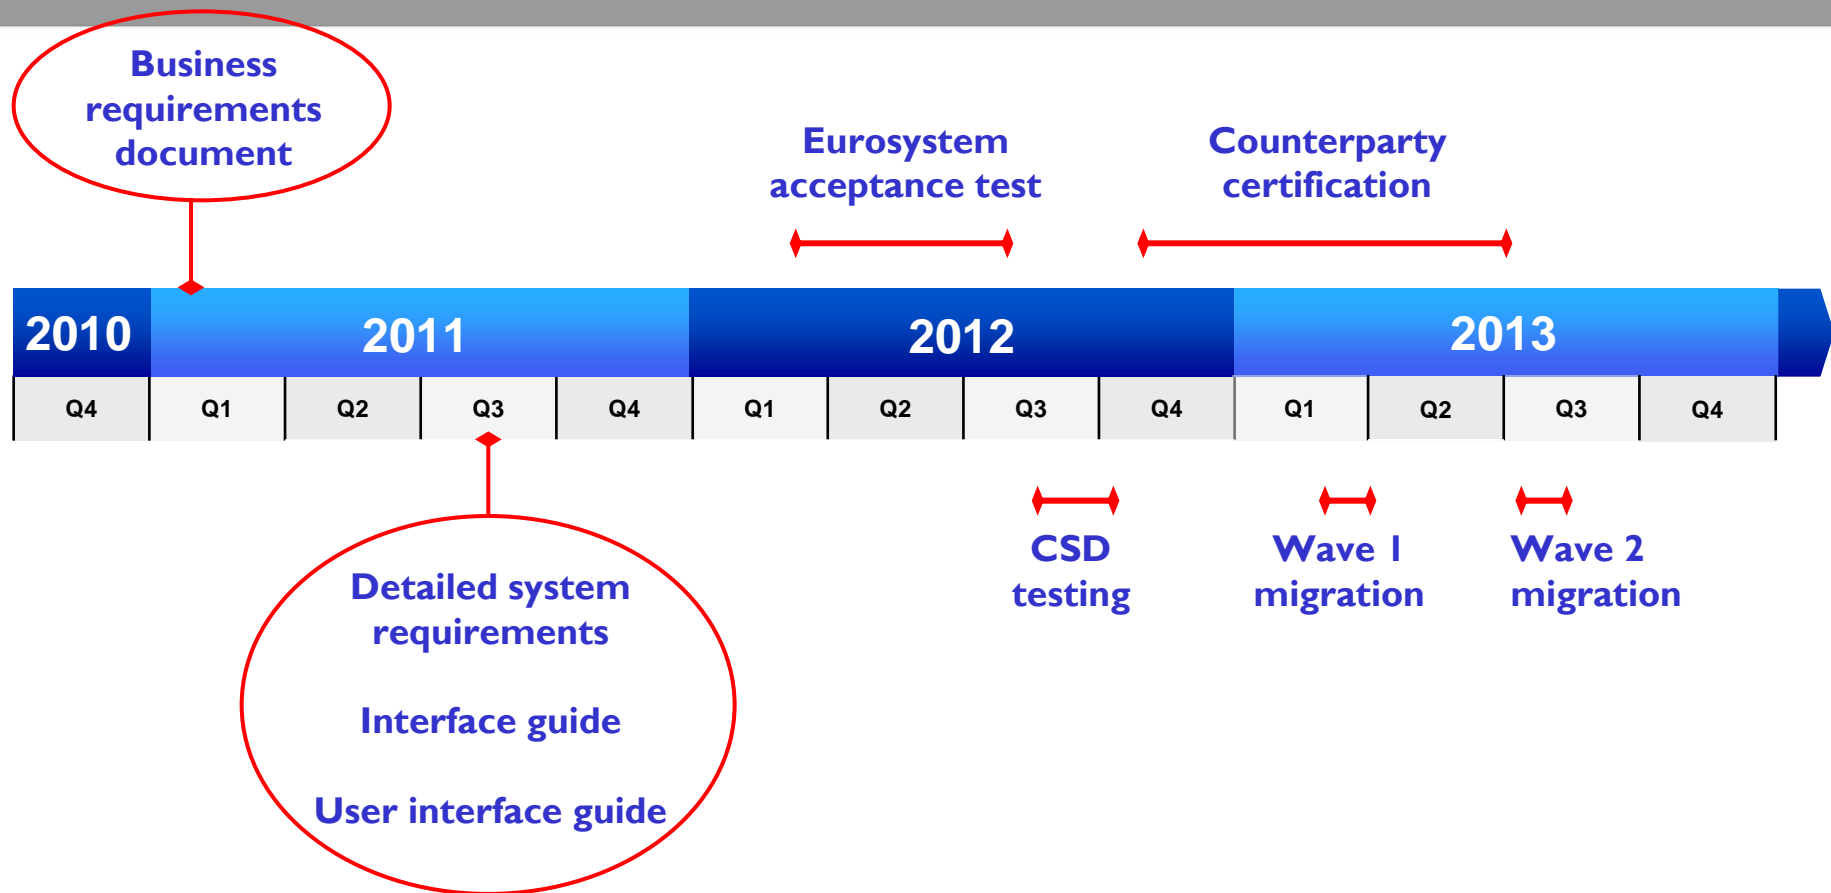 Business
requirements
document
Eurosystem
acceptance test
Counterparty
certification
2010
2011
2012
2013
Q4
Q1
Q2
Q3
Q4
Q1
Q2
Q3
Q4
Q1
Q2
Q3
Q4
CSD
testing
Wave 1
migration
Wave 2
migration
Detailed system
requirements
Interface guide
User interface guide